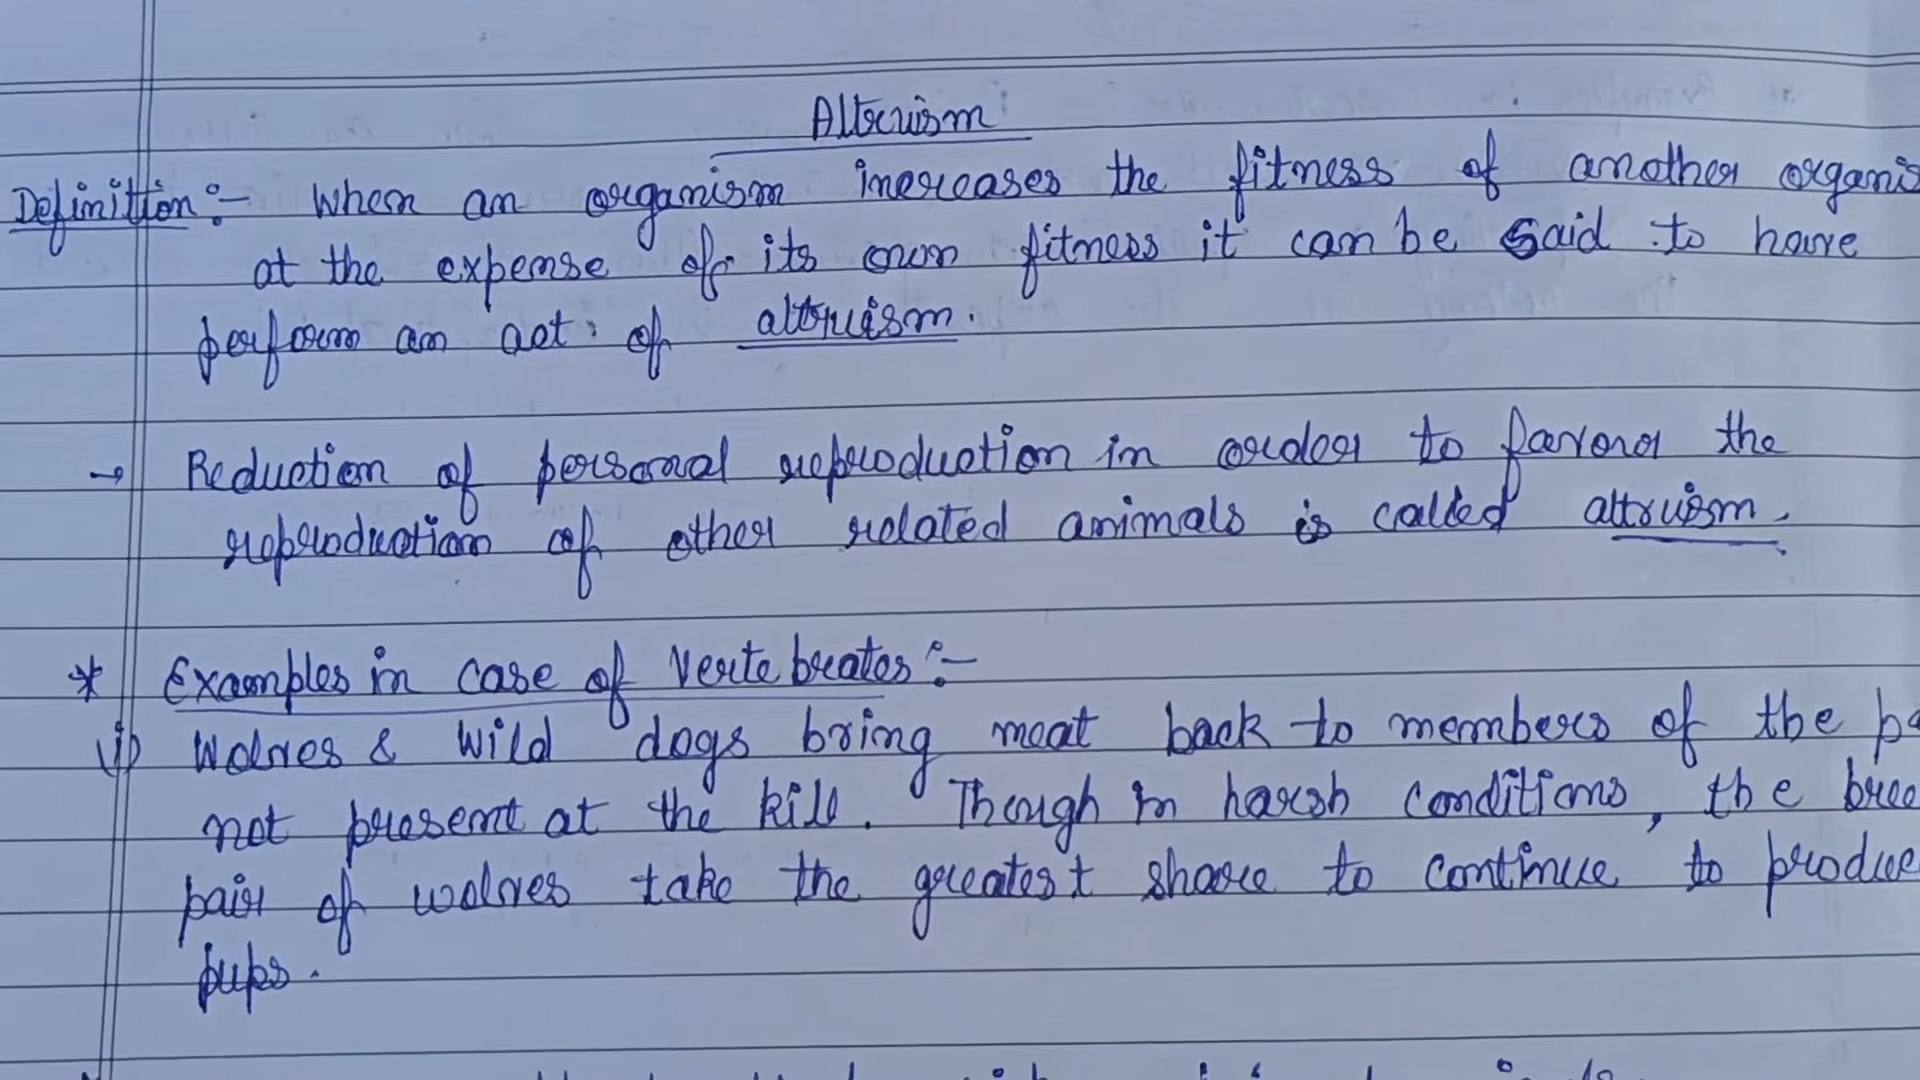 Altruism
Definition :- When an organism increases the fitness of another organis
at the expense of its own fitness it can be said to have
perform an act of altruism.
→ Reduction of personal reproduction in order to favour the
reproduction of other related animals is called altruism.
* Examples in case of Vertebrates :-
(i) Wolves & Wild dogs bring meat back to members of the pa
not present at the kill. Though in harsh conditions, the bree
pair of wolves take the greatest share to continue to produce
pups.